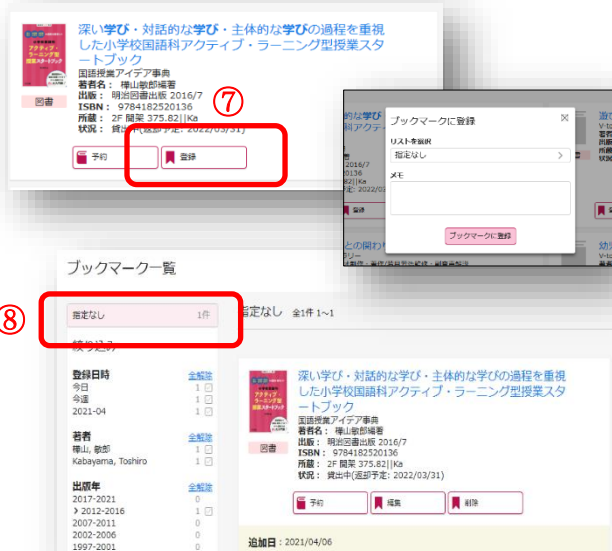 深い学び・対話的な学び・主体的な学びの過程を重視
した小学校国語科アクティブ・ラーニング型授業スタ
ートブック
国語授業アイデア事典
著者名： 樺山敏郎編著
出版： 明治図書出版 2016/7
ISBN： 9784182520136
所蔵： 2F 開架 375.82||Ka
状況： 貸出中(返却予定: 2022/03/31)
図書
予約
登録
⑦
ブックマークに登録
リストを選択
指定なし
メモ
ブックマークに登録
ブックマーク一覧
⑧
指定なし 1件
絞り込み
登録日時 全解除
今日 1
今週 1
2021-04 1
著者 全解除
樺山, 敏郎 1
Kabayama, Toshiro 1
出版年 全解除
2017-2021 0
2012-2016 1
2007-2011 0
2002-2006 0
1997-2001 0
指定なし 全1件 1～1
深い学び・対話的な学び・主体的な学びの過程を重視
した小学校国語科アクティブ・ラーニング型授業スタ
ートブック
国語授業アイデア事典
著者名： 樺山敏郎編著
出版： 明治図書出版 2016/7
ISBN： 9784182520136
所蔵： 2F 開架 375.82||Ka
状況： 貸出中(返却予定: 2022/03/31)
図書
予約
編集
削除
追加日：2021/04/06